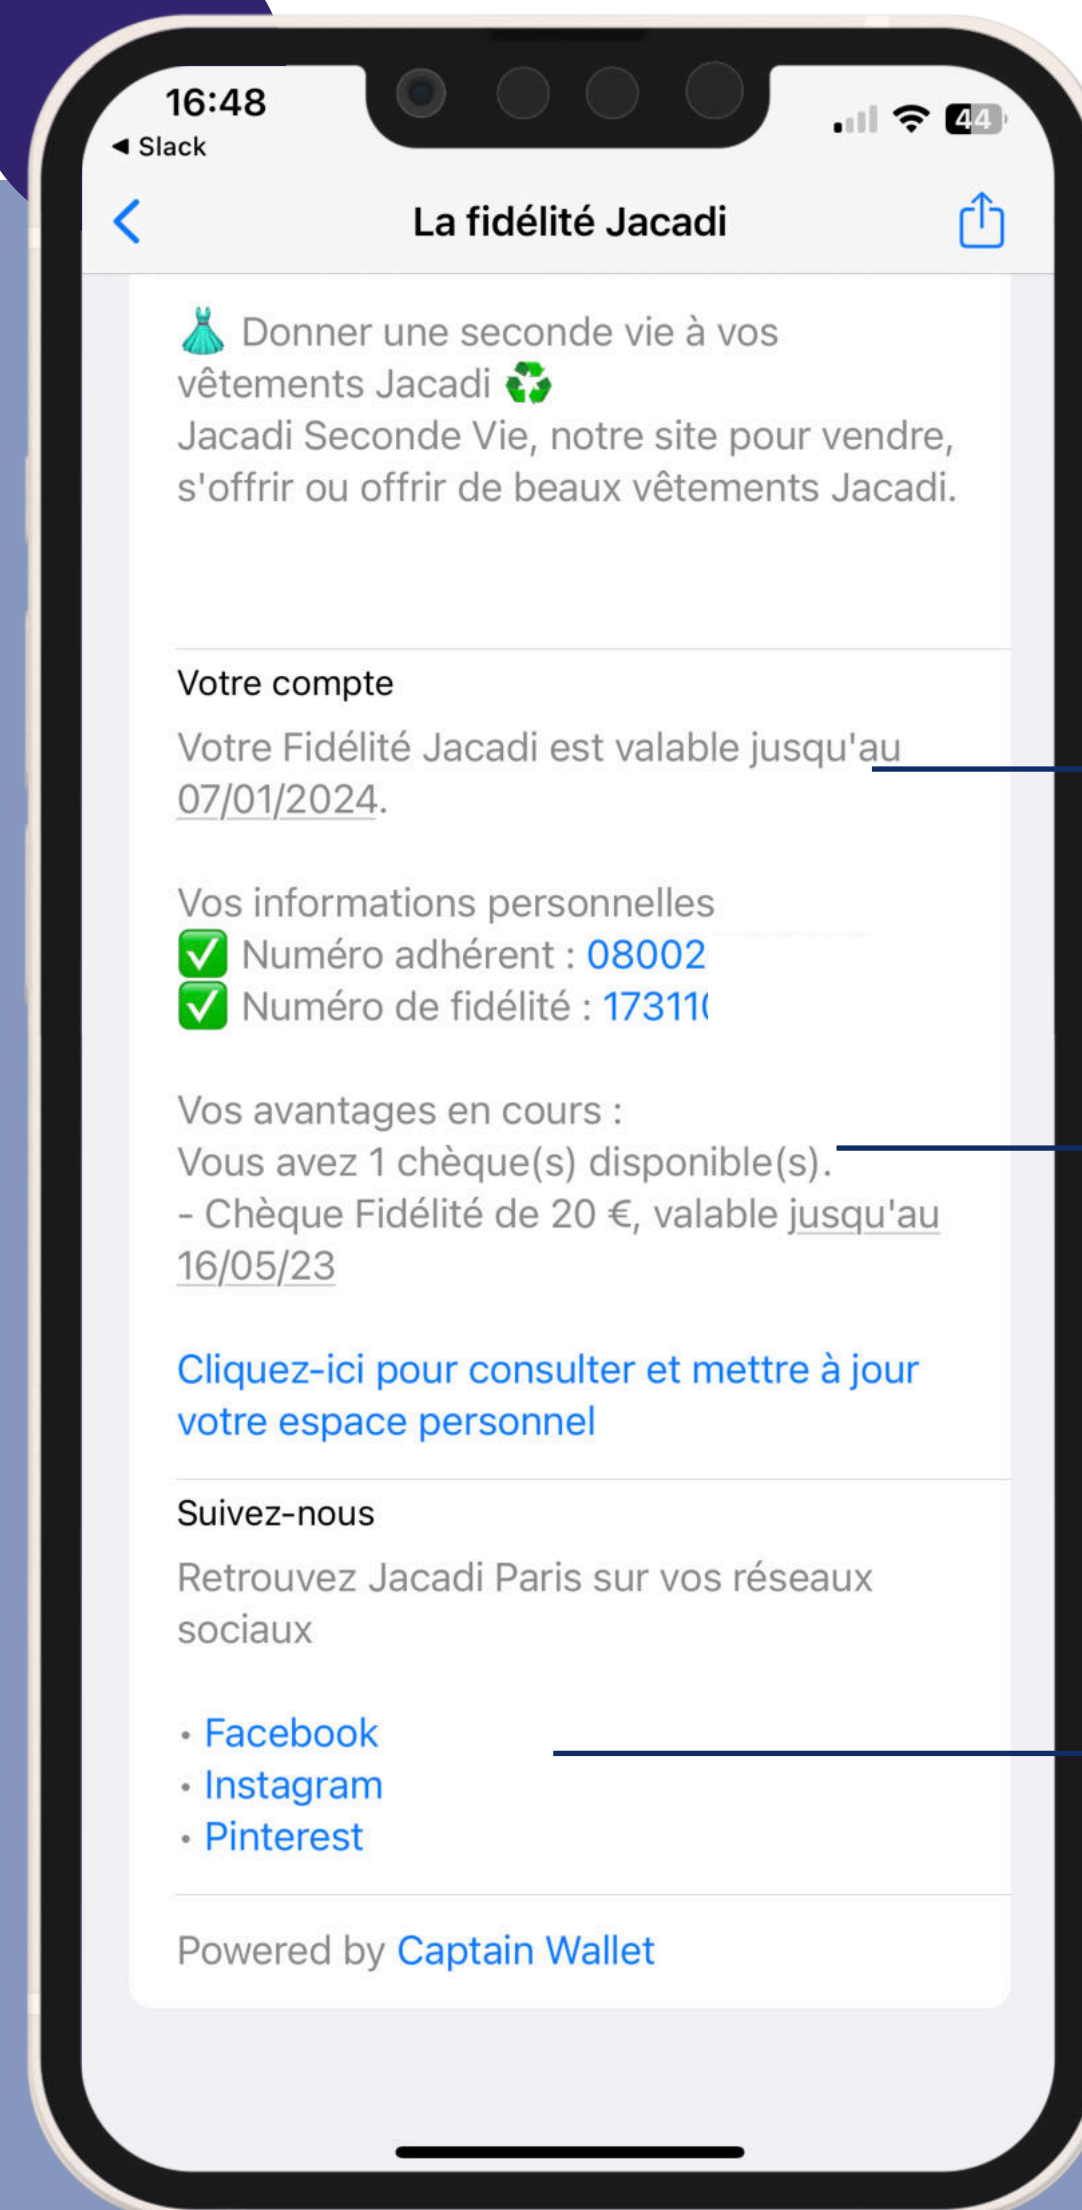 16:48
44
◀ Slack
La fidélité Jacadi
👗 Donner une seconde vie à vos
vêtements Jacadi ♻️
Jacadi Seconde Vie, notre site pour vendre,
s'offrir ou offrir de beaux vêtements Jacadi.
Votre compte
Votre Fidélité Jacadi est valable jusqu'au
07/01/2024.
Vos informations personnelles
✅ Numéro adhérent : 08002
✅ Numéro de fidélité : 17311
Vos avantages en cours :
Vous avez 1 chèque(s) disponible(s).
- Chèque Fidélité de 20 €, valable jusqu'au
16/05/23
Cliquez-ici pour consulter et mettre à jour
votre espace personnel
Suivez-nous
Retrouvez Jacadi Paris sur vos réseaux
sociaux
• Facebook
• Instagram
• Pinterest
Powered by Captain Wallet